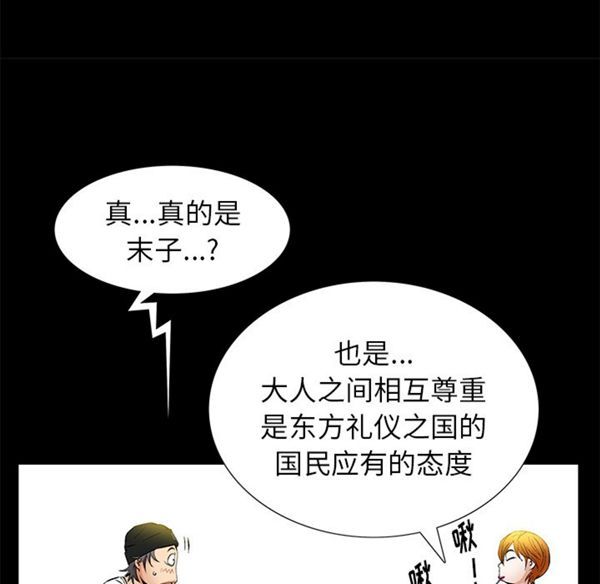 真...真的是
末子...?
也是...
大人之间相互尊重
是东方礼仪之国的
国民应有的态度
啾!
啾